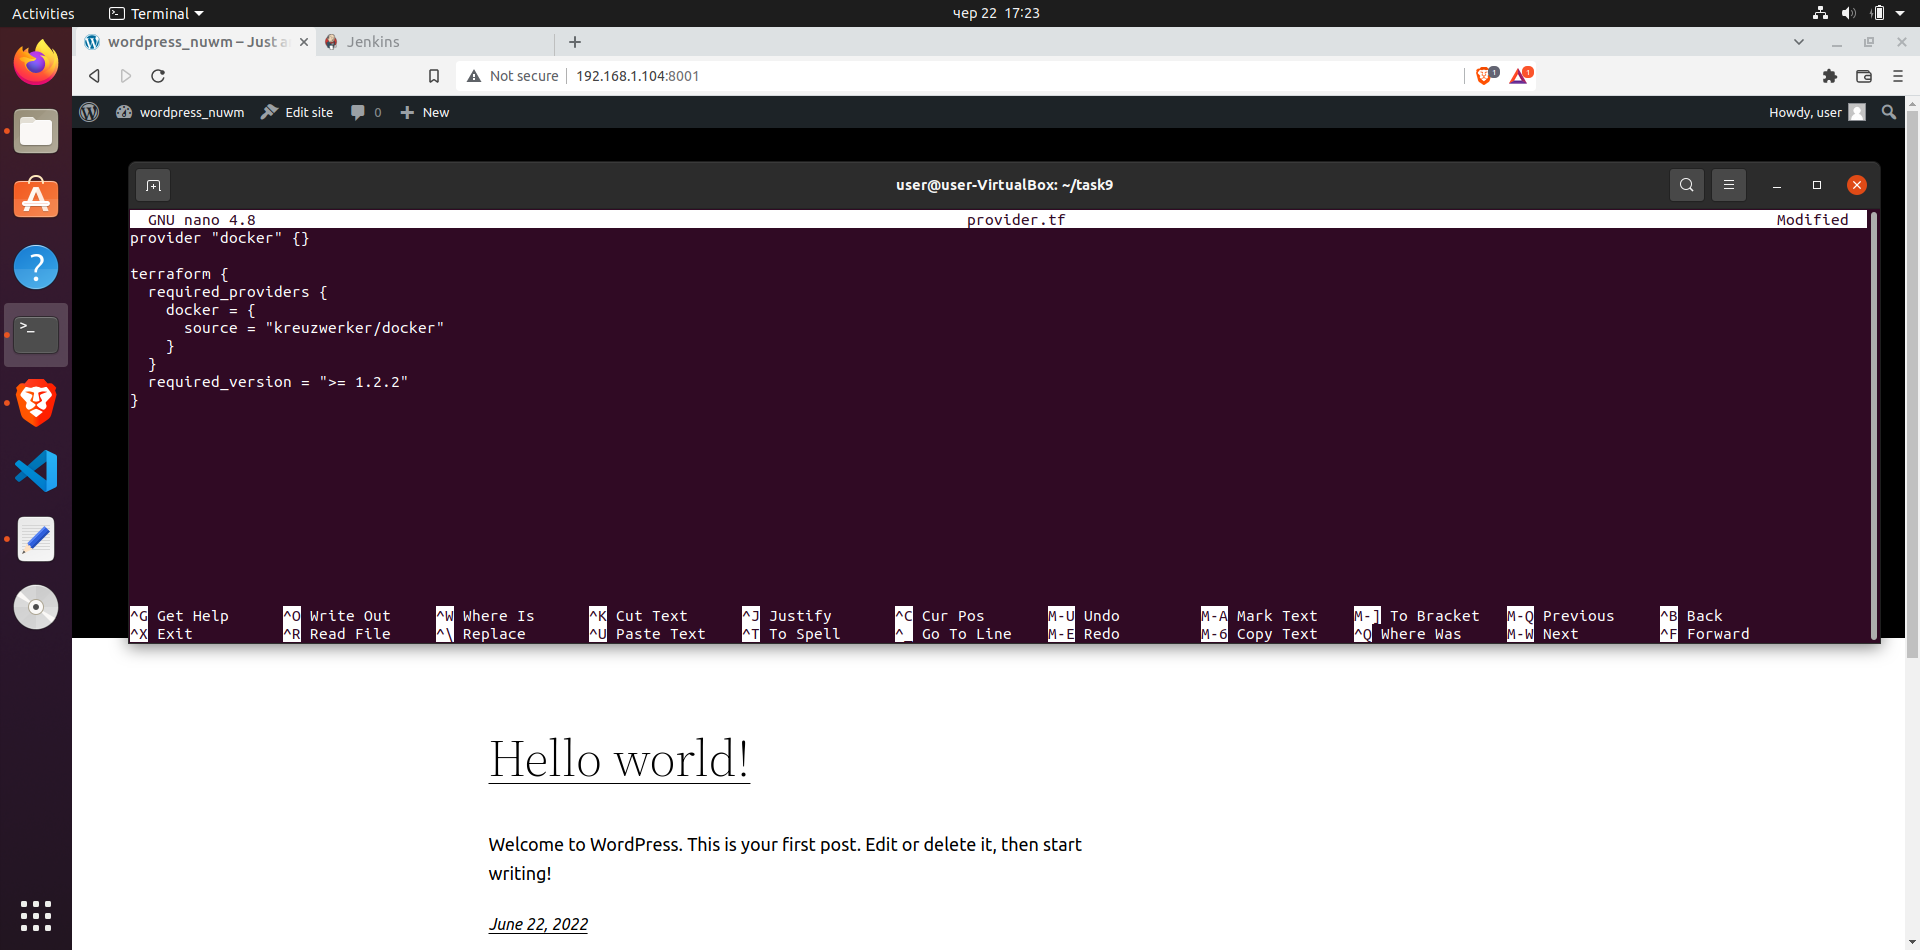 Activities Terminal чер 22 17:23
wordpress_nuwm – Just a Jenkins
Not secure 192.168.1.104:8001 1 1
wordpress_nuwm Edit site 0 New Howdy, user
user@user-VirtualBox: ~/task9
GNU nano 4.8 provider.tf Modified
provider "docker" {}
terraform {
required_providers {
docker = {
source = "kreuzwerker/docker"
}
}
required_version = ">= 1.2.2"
}
^G Get Help ^O Write Out ^W Where Is ^K Cut Text ^J Justify ^C Cur Pos M-U Undo M-A Mark Text M-] To Bracket M-Q Previous ^B Back
^X Exit ^R Read File ^\ Replace ^U Paste Text ^T To Spell ^_ Go To Line M-E Redo M-6 Copy Text ^Q Where Was M-W Next ^F Forward
Hello world!
Welcome to WordPress. This is your first post. Edit or delete it, then start
writing!
June 22, 2022